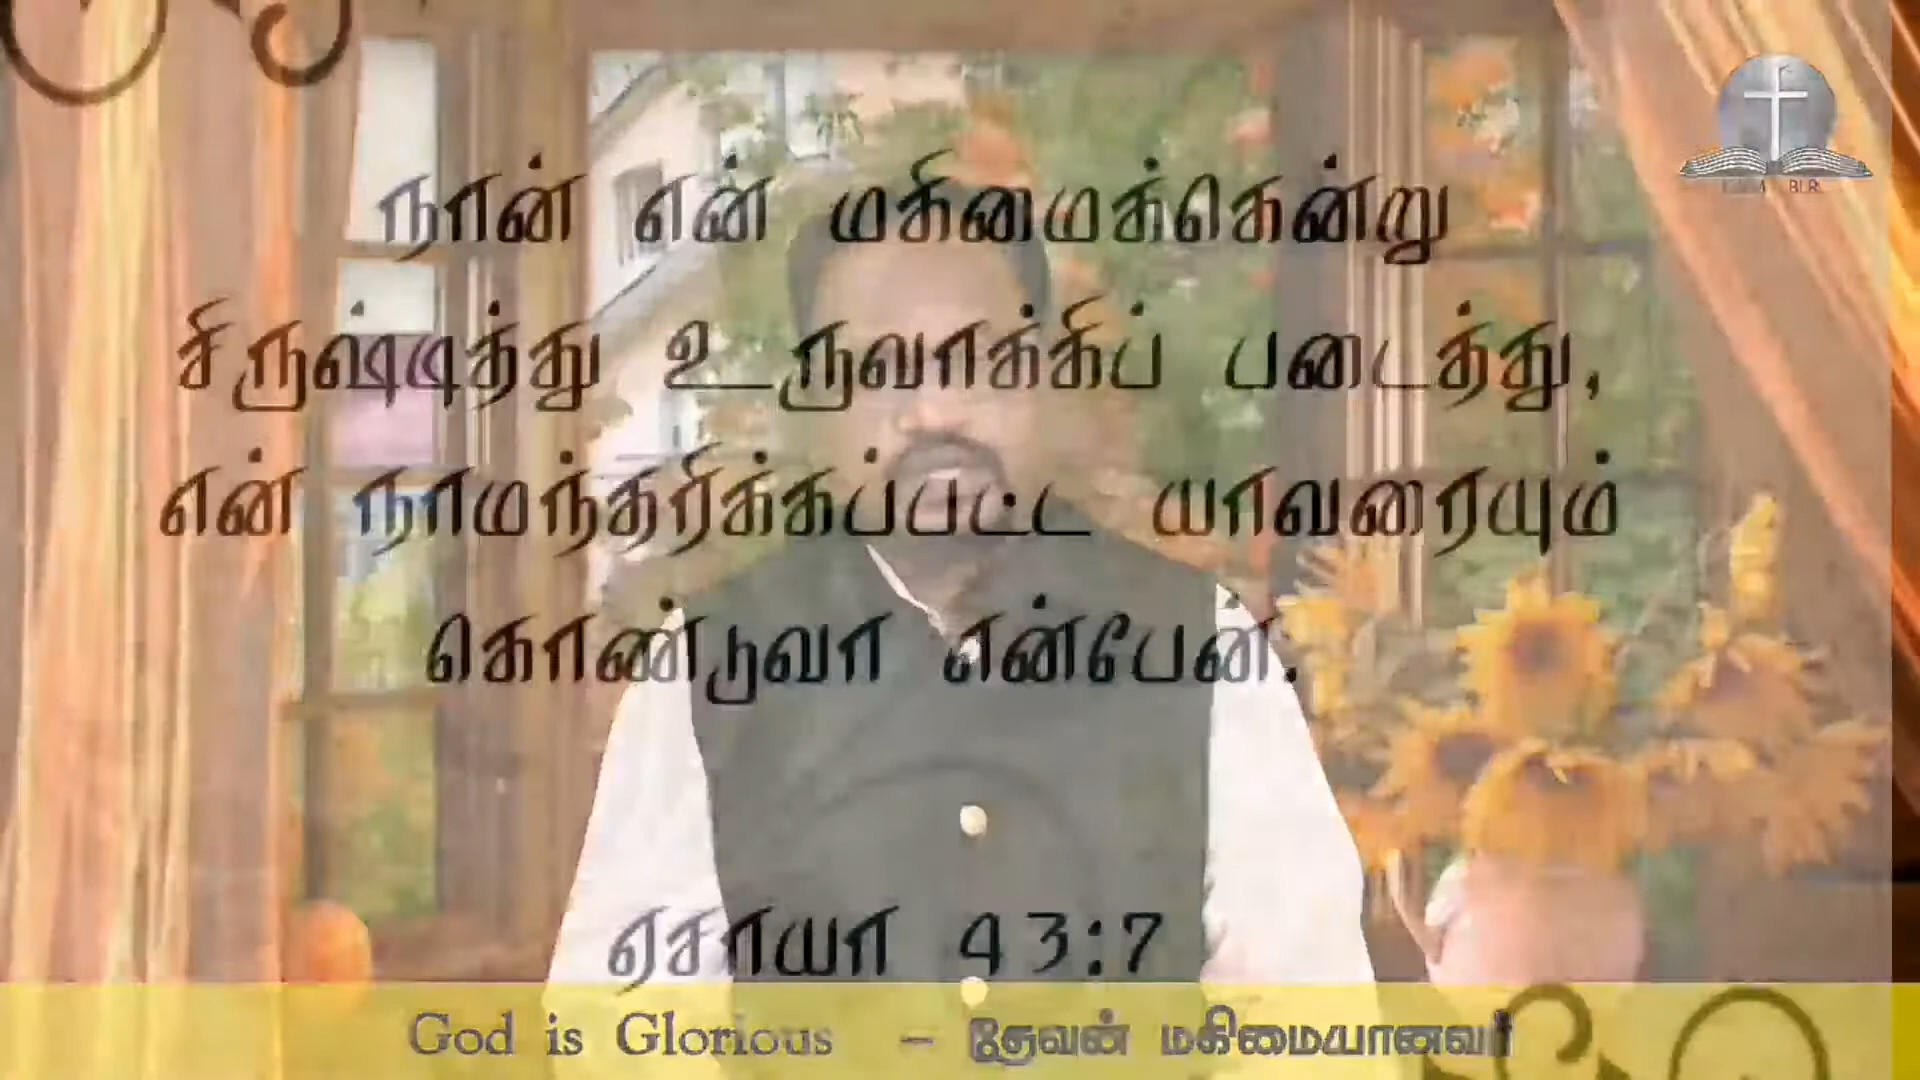 நான் என் மகிமைக்கென்று
சிருஷ்டித்து உருவாக்கிப் படைத்து,
என் நாமந்தரிக்கப்பட்ட யாவரையும்
கொண்டுவா என்பேன்.
ஏசாயா 43:7
God is Glorious – தேவன் மகிமையானவர்